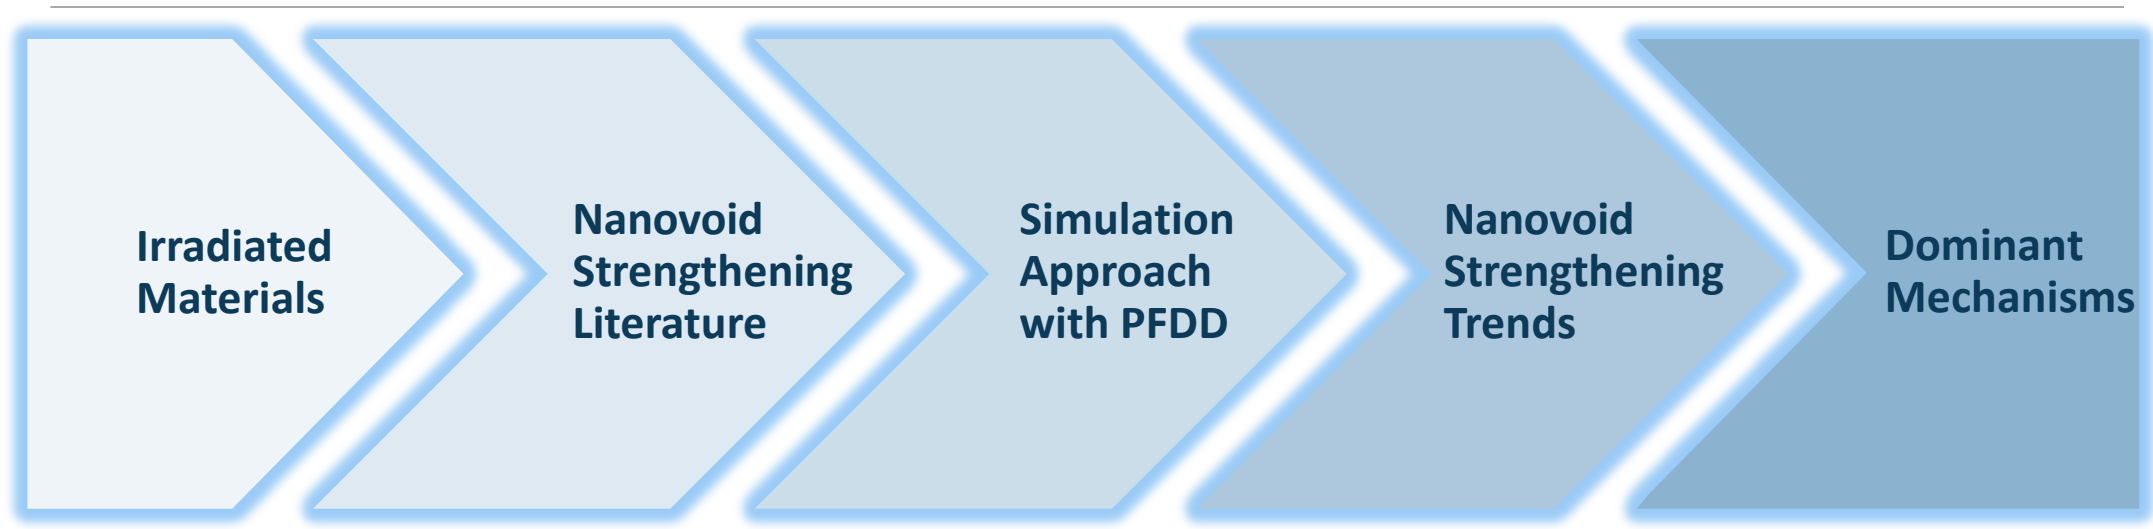 Irradiated
Materials
Nanovoid
Strengthening
Literature
Simulation
Approach
with PFDD
Nanovoid
Strengthening
Trends
Dominant
Mechanisms